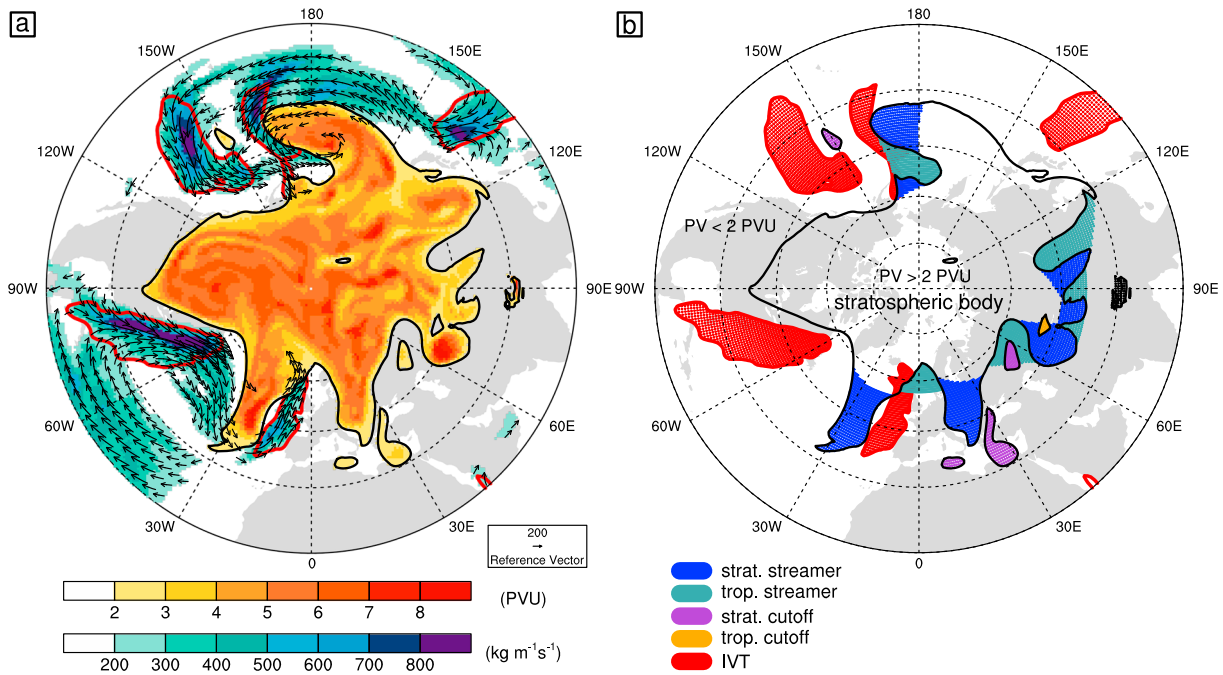 a
180
150W
150E
120W
120E
90W
90E
60W
60E
30W
30E
0
200
Reference Vector
2 3 4 5 6 7 8
(PVU)
200 300 400 500 600 700 800
(kg m⁻¹s⁻¹)
b
180
150W
150E
120W
120E
PV < 2 PVU
PV > 2 PVU
stratospheric body
90W
90E
60W
60E
30W
30E
0
strat. streamer
trop. streamer
strat. cutoff
trop. cutoff
IVT